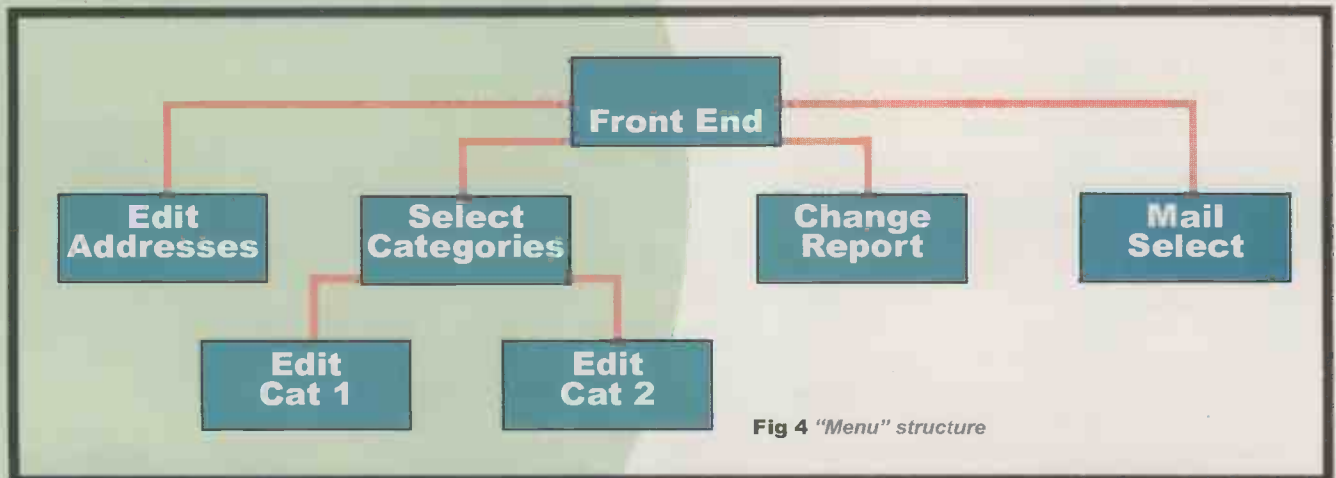 Front End
Edit
Addresses
Select
Categories
Change
Report
Mail
Select
Edit
Cat 1
Edit
Cat 2
Fig 4 "Menu" structure